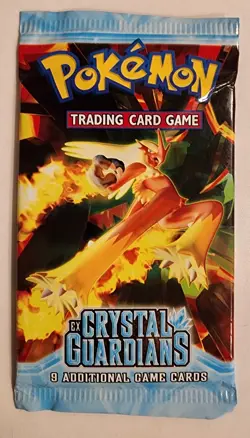 POKéMON
TRADING CARD GAME
EX CRYSTAL
GUARDIANS
9 ADDITIONAL GAME CARDS